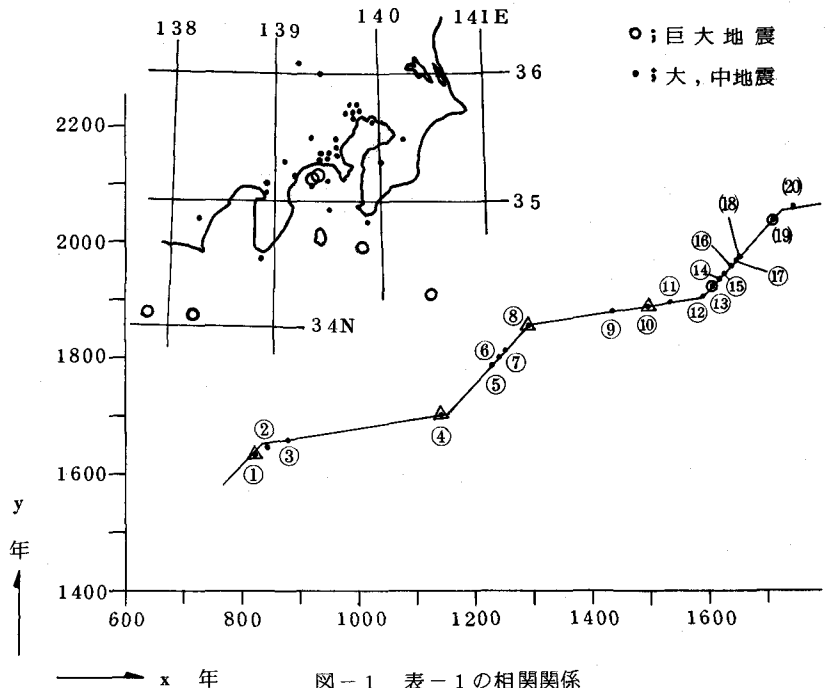 138 139 140 141E
○;巨大地震
•;大,中地震
36
35
34N
2200
2000
1800
1600
1400
600 800 1000 1200 1400 1600
① ② ③ ④ ⑤ ⑥ ⑦ ⑧ ⑨ ⑩ ⑪ ⑫ ⑬ ⑭ ⑮ ⑯ ⑰ (18) (19) (20)
y
年
x 年
図-1 表-1の相関関係